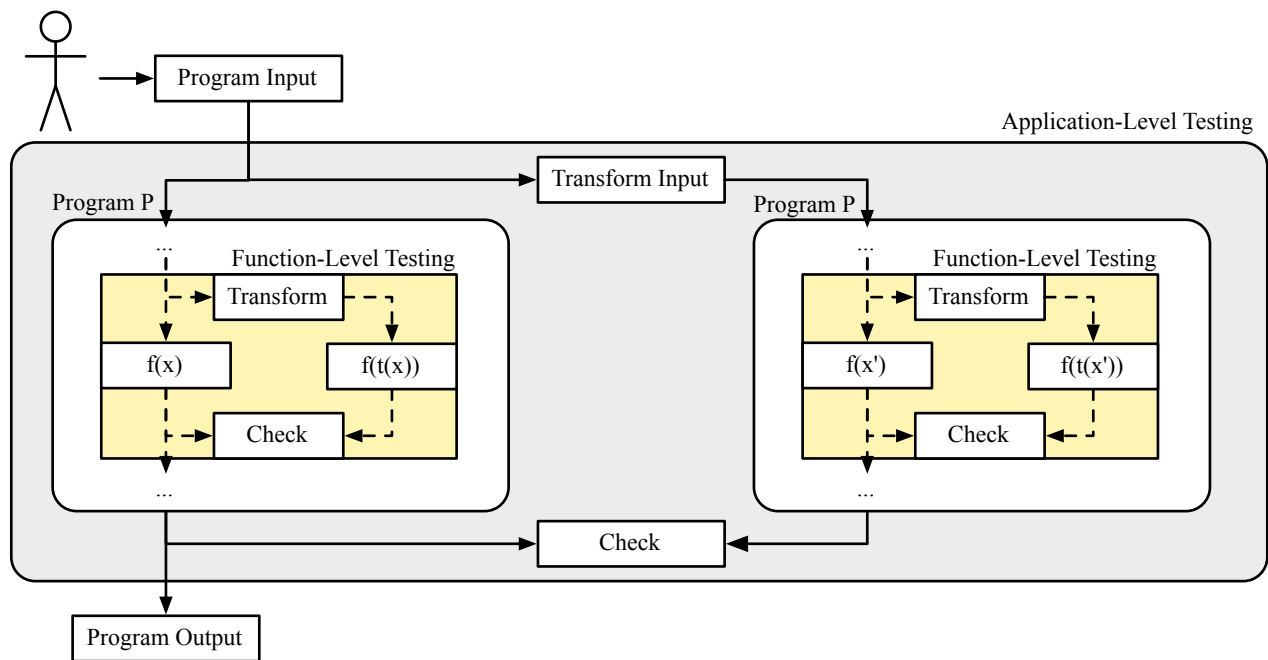 Program Input
Application-Level Testing
Transform Input
Program P
Program P
...
...
Function-Level Testing
Function-Level Testing
Transform
Transform
f(x)
f(t(x))
f(x')
f(t(x'))
Check
Check
...
...
Check
Program Output